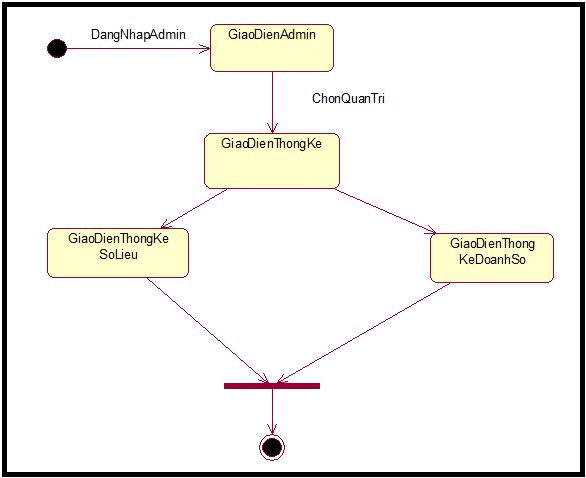 DangNhapAdmin
GiaoDienAdmin
ChonQuanTri
GiaoDienThongKe
GiaoDienThongKe
SoLieu
GiaoDienThong
KeDoanhSo